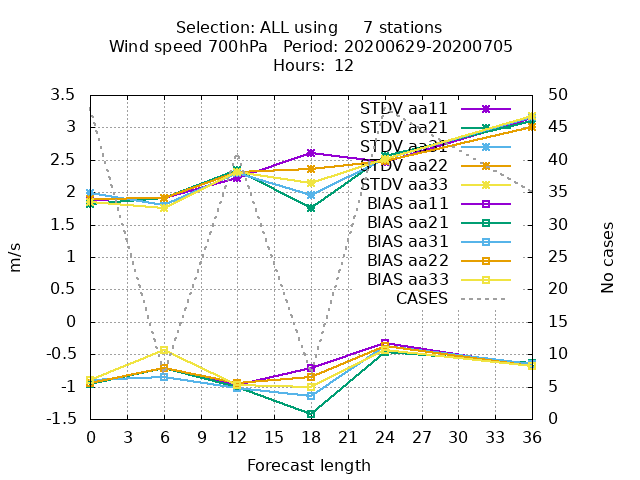 Selection: ALL using     7 stations
Wind speed 700hPa   Period: 20200629-20200705
Hours: 12
3.5
3
2.5
2
1.5
1
0.5
0
-0.5
-1
-1.5
m/s
50
45
40
35
30
25
20
15
10
5
0
No cases
STDV aa11
STDV aa21
STDV aa31
STDV aa22
STDV aa33
BIAS aa11
BIAS aa21
BIAS aa31
BIAS aa22
BIAS aa33
CASES
0 3 6 9 12 15 18 21 24 27 30 33 36
Forecast length